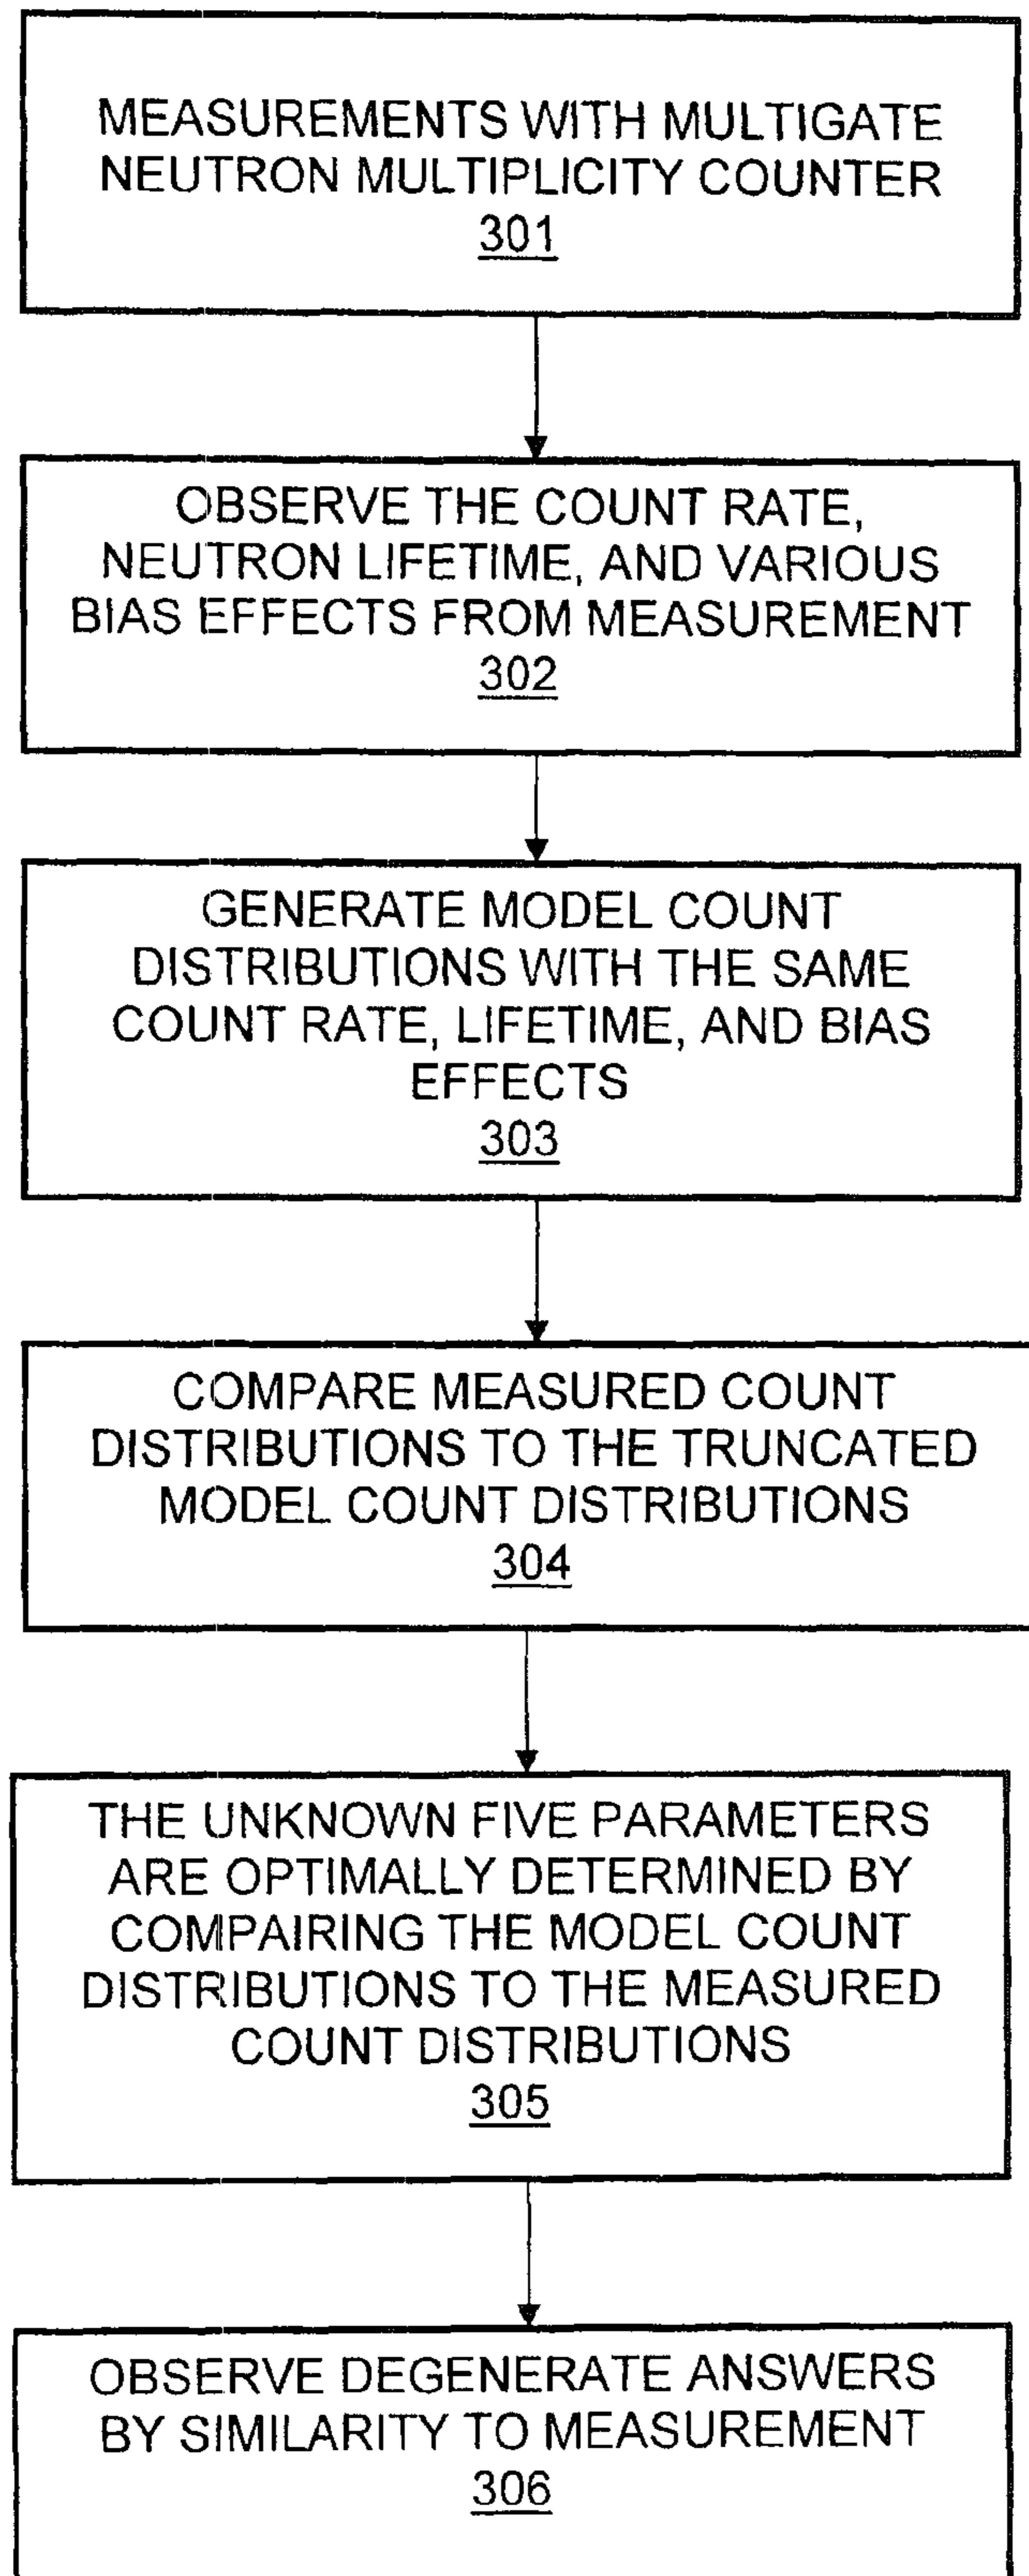 MEASUREMENTS WITH MULTIGATE
NEUTRON MULTIPLICITY COUNTER
301
OBSERVE THE COUNT RATE,
NEUTRON LIFETIME, AND VARIOUS
BIAS EFFECTS FROM MEASUREMENT
302
GENERATE MODEL COUNT
DISTRIBUTIONS WITH THE SAME
COUNT RATE, LIFETIME, AND BIAS
EFFECTS
303
COMPARE MEASURED COUNT
DISTRIBUTIONS TO THE TRUNCATED
MODEL COUNT DISTRIBUTIONS
304
THE UNKNOWN FIVE PARAMETERS
ARE OPTIMALLY DETERMINED BY
COMPAIRING THE MODEL COUNT
DISTRIBUTIONS TO THE MEASURED
COUNT DISTRIBUTIONS
305
OBSERVE DEGENERATE ANSWERS
BY SIMILARITY TO MEASUREMENT
306